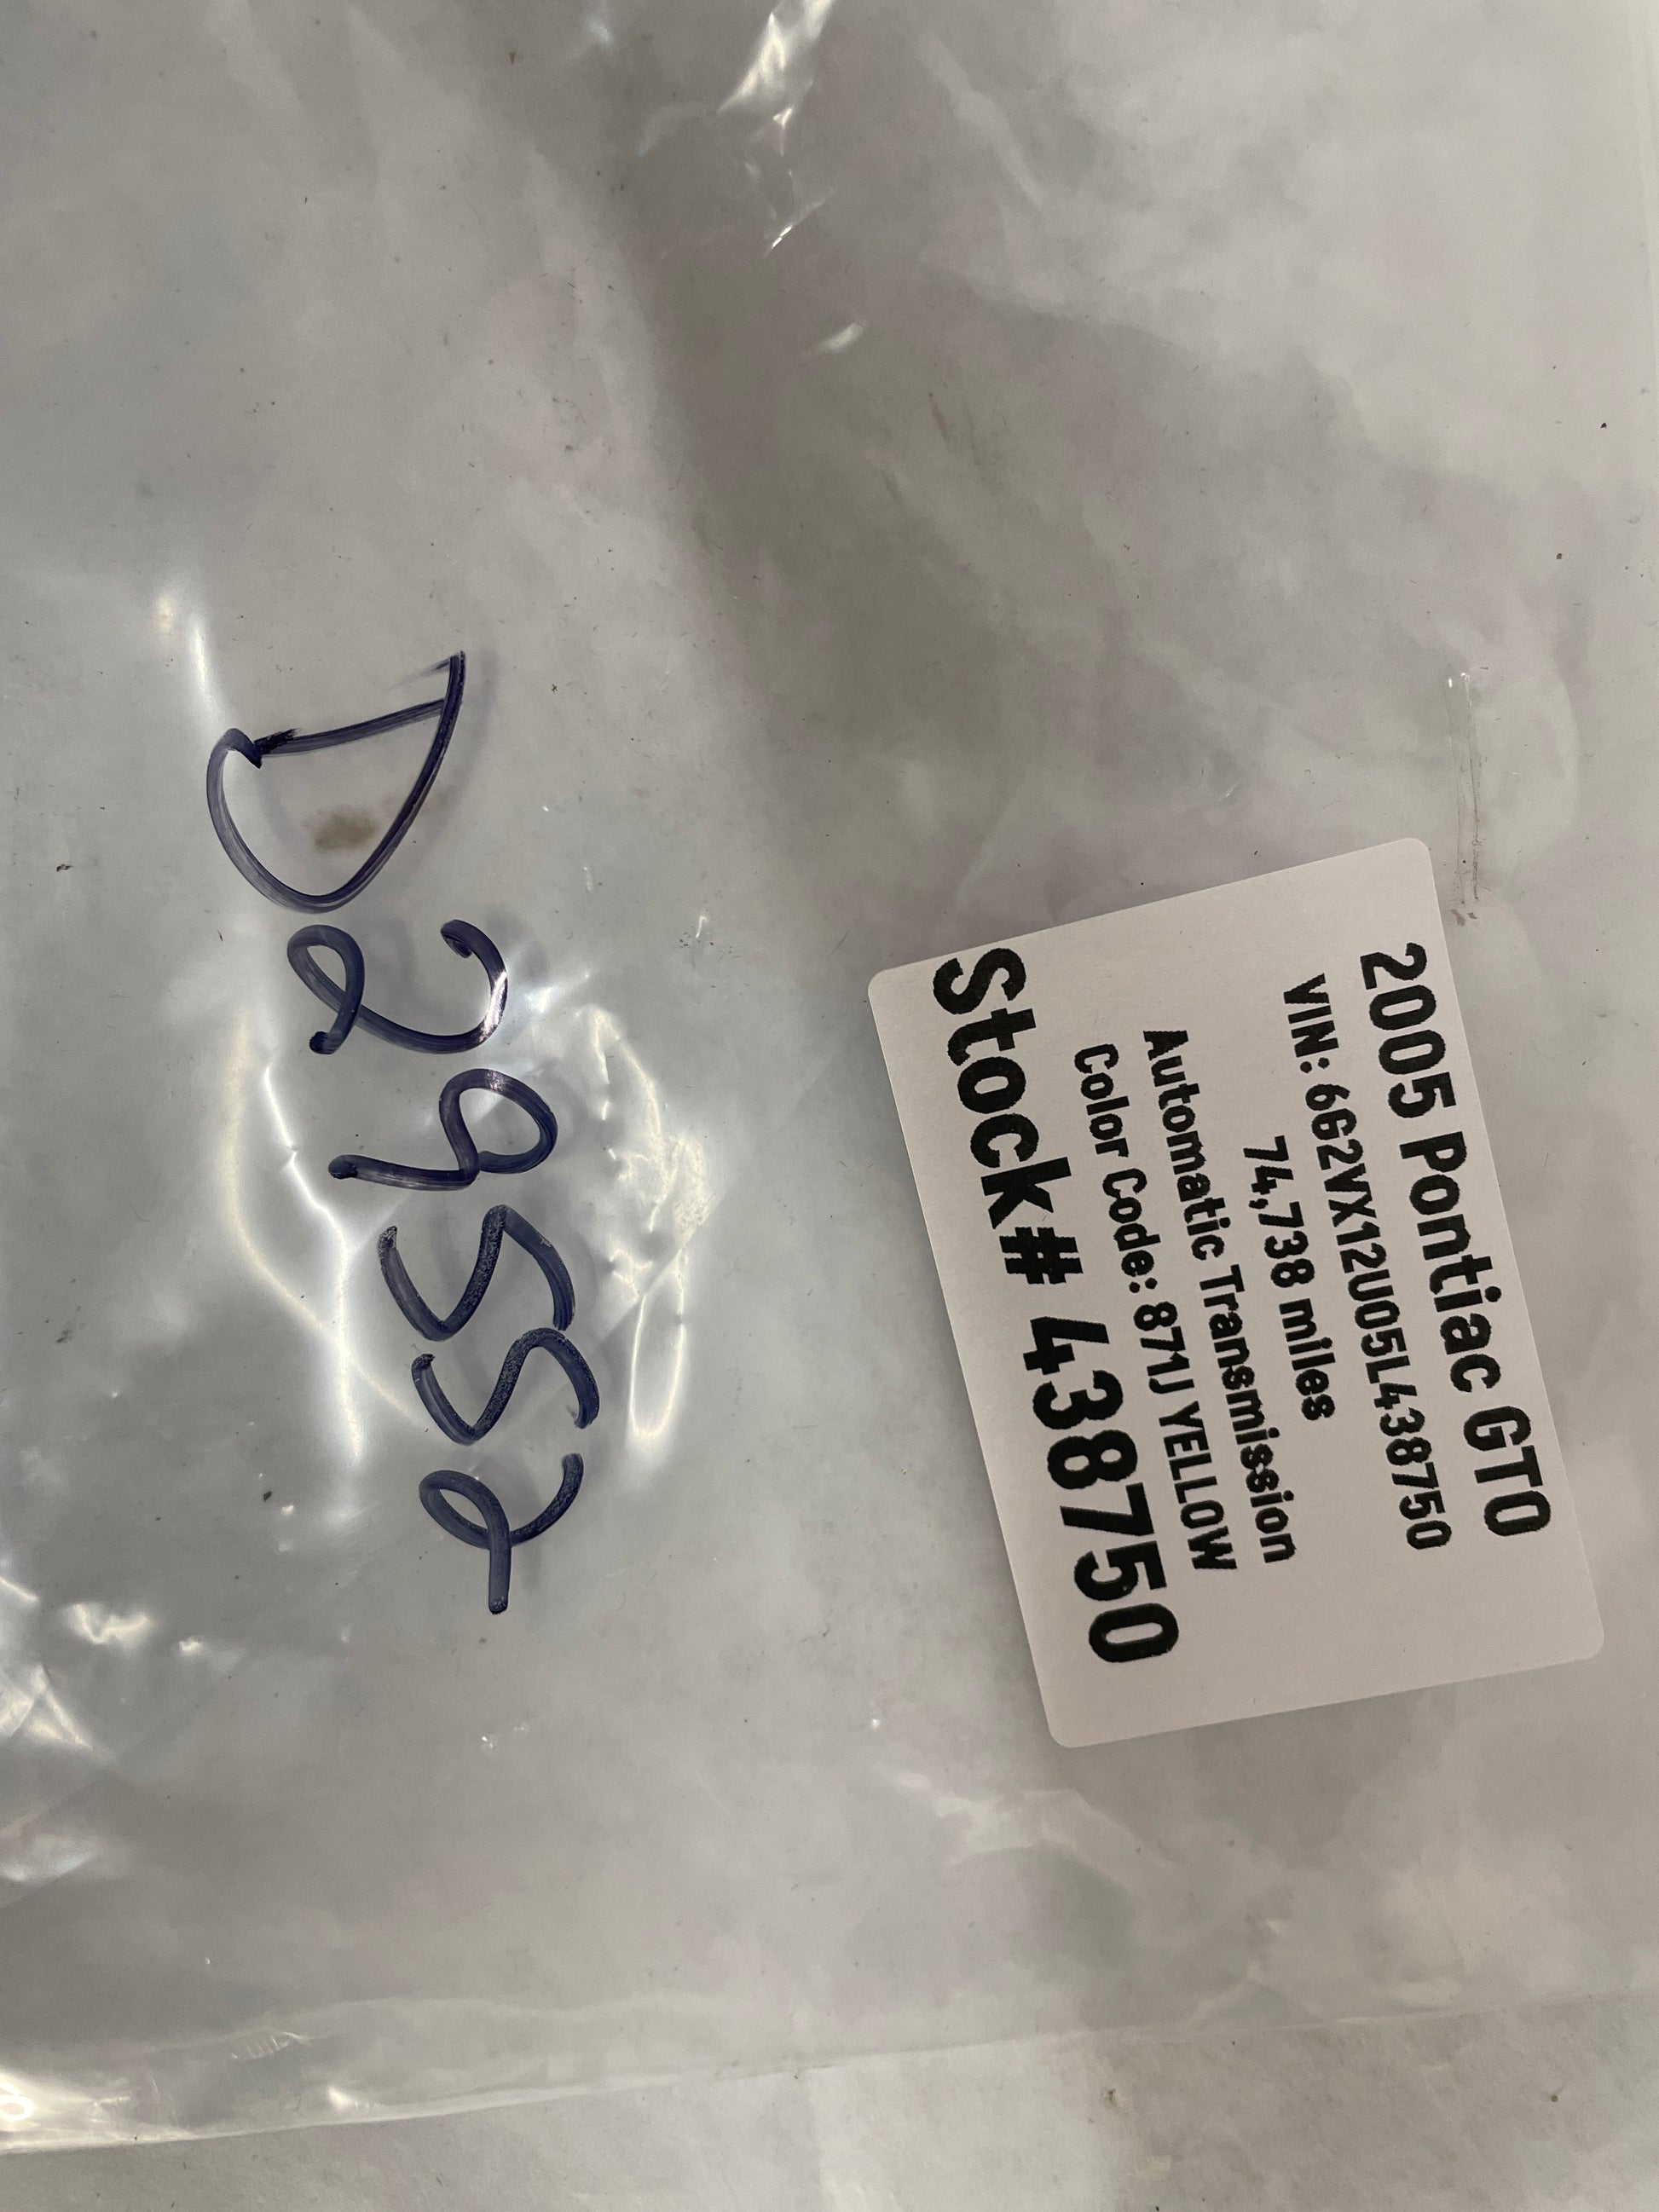 2005 Pontiac GTO
VIN: 6G2VX12U05L438750
74,738 miles
Automatic Transmission
Color Code: 871J YELLOW
Stock# 438750
D29552